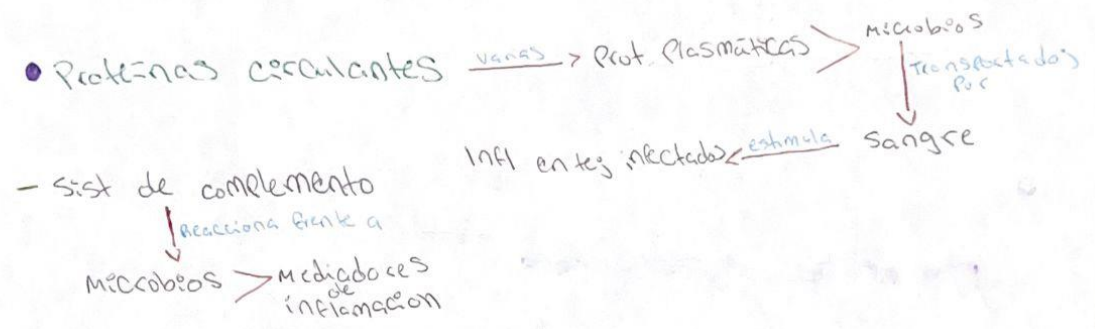 • Proteínas circulantes varias > Prot. Plasmáticas > Microbios
Transportados
por
Sangre
estimula
Infl en tej infectados
- Sist de complemento
Reacciona frente a
Microbios > Mediadores
de
inflamación